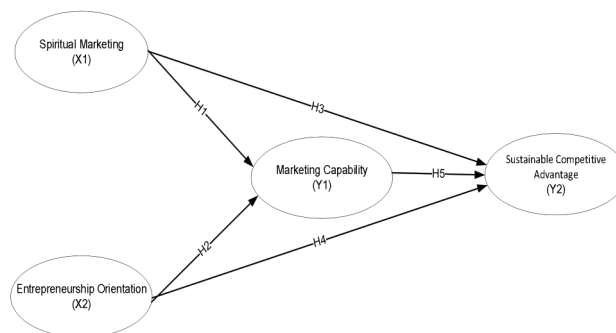 Spiritual Marketing
(X1)
H1
H3
Marketing Capability
(Y1)
H5
Sustainable Competitive
Advantage
(Y2)
H2
H4
Entrepreneurship Orientation
(X2)